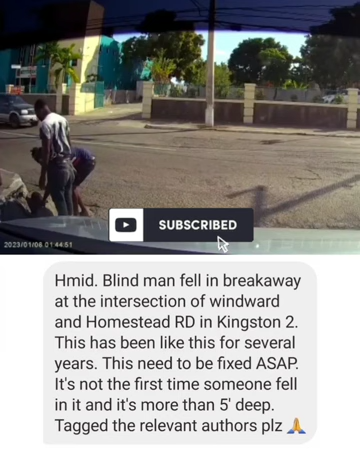 SUBSCRIBED
2023/01/06 01:44:51
Hmid. Blind man fell in breakaway
at the intersection of windward
and Homestead RD in Kingston 2.
This has been like this for several
years. This need to be fixed ASAP.
It's not the first time someone fell
in it and it's more than 5' deep.
Tagged the relevant authors plz 🙏